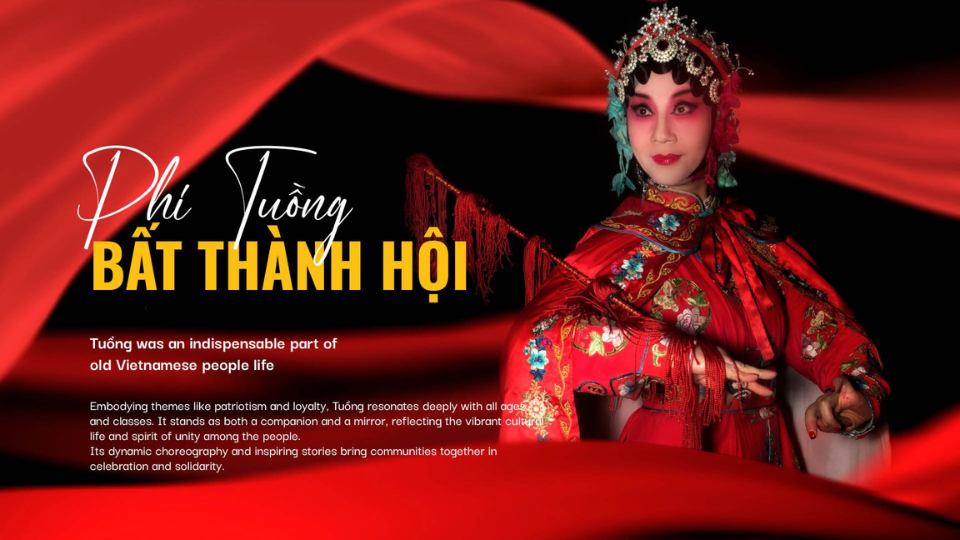 Phi Tuồng
BẤT THÀNH HỘI
Tuồng was an indispensable part of
old Vietnamese people life
Embodying themes like patriotism and loyalty, Tuồng resonates deeply with all ages
and classes. It stands as both a companion and a mirror, reflecting the vibrant cultural
life and spirit of unity among the people.
Its dynamic choreography and inspiring stories bring communities together in
celebration and solidarity.